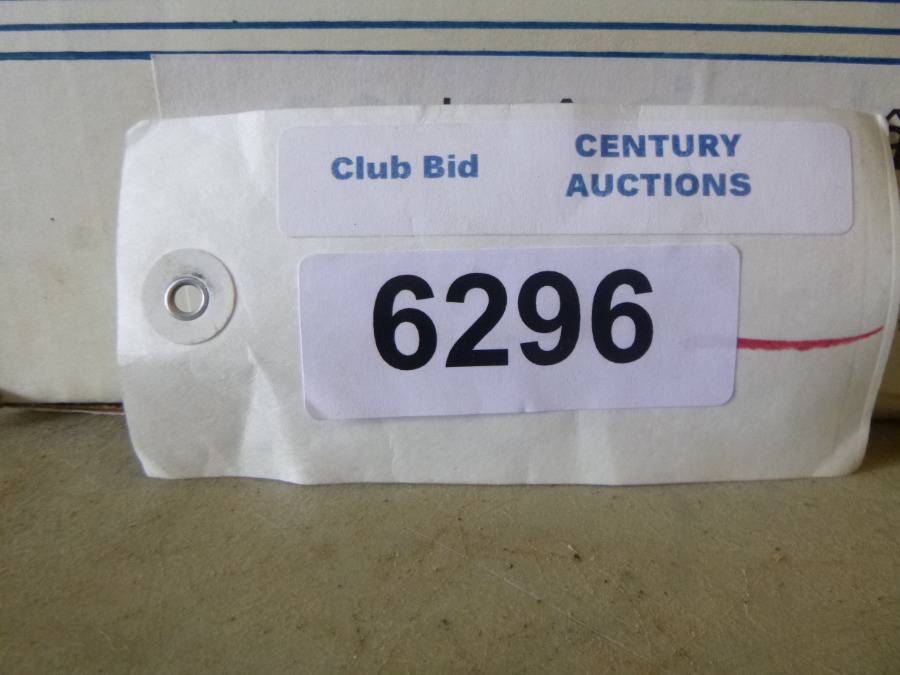 Club Bid
CENTURY
AUCTIONS
6296